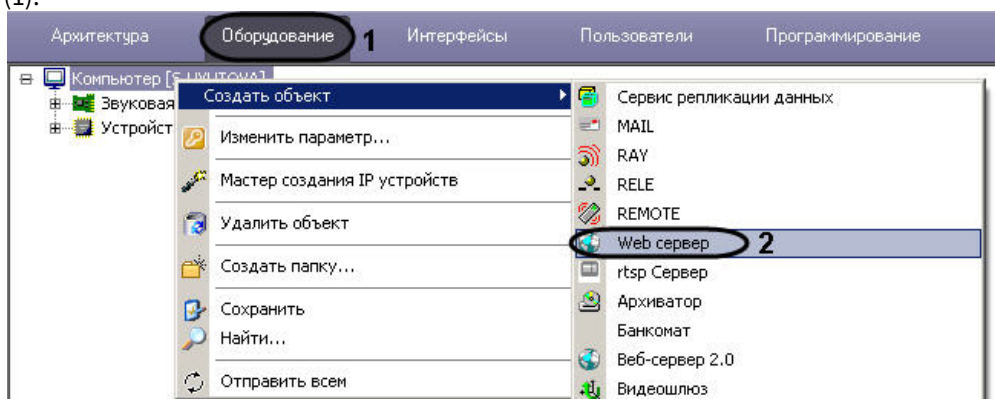 (1).
Архитектура Оборудование 1 Интерфейсы Пользователи Программирование
Компьютер [S
Звуковая
Устройст
Создать объект
Изменить параметр...
Мастер создания IP устройств
Удалить объект
Создать папку...
Сохранить
Найти...
Отправить всем
Сервис репликации данных
MAIL
RAY
RELE
REMOTE
Web сервер 2
rtsp Сервер
Архиватор
Банкомат
Веб-сервер 2.0
Видеошлюз